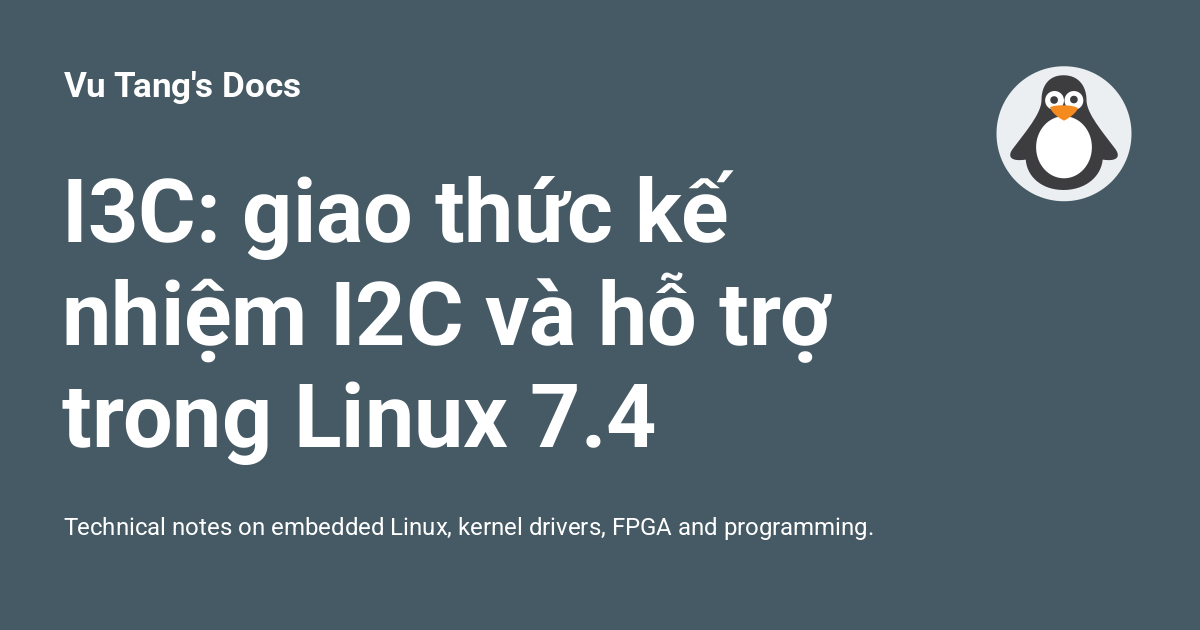 Vu Tang's Docs
I3C: giao thức kế
nhiệm I2C và hỗ trợ
trong Linux 7.4
Technical notes on embedded Linux, kernel drivers, FPGA and programming.